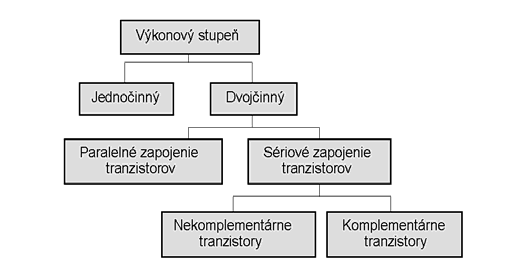 Výkonový stupeň
Jednočinný
Dvojčinný
Paralelné zapojenie
tranzistorov
Sériové zapojenie
tranzistorov
Nekomplementárne
tranzistory
Komplementárne
tranzistory